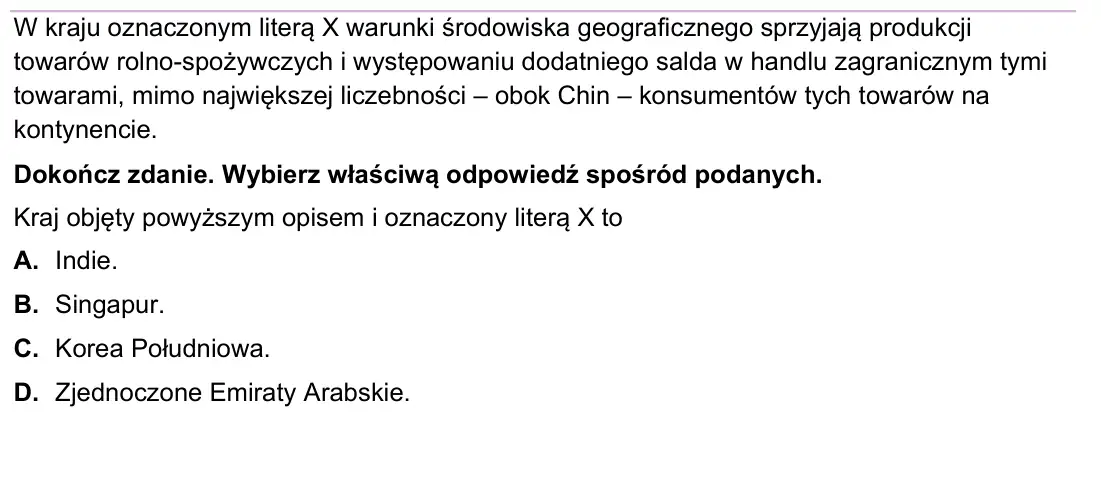 W kraju oznaczonym literą X warunki środowiska geograficznego sprzyjają produkcji
towarów rolno-spożywczych i występowaniu dodatniego salda w handlu zagranicznym tymi
towarami, mimo największej liczebności – obok Chin – konsumentów tych towarów na
kontynencie.
Dokończ zdanie. Wybierz właściwą odpowiedź spośród podanych.
Kraj objęty powyższym opisem i oznaczony literą X to
A. Indie.
B. Singapur.
C. Korea Południowa.
D. Zjednoczone Emiraty Arabskie.